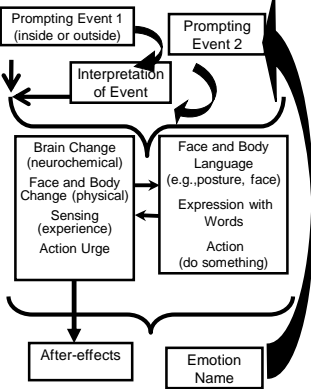 Prompting Event 1
(inside or outside)
Prompting
Event 2
Interpretation
of Event
Brain Change
(neurochemical)
Face and Body
Change (physical)
Sensing
(experience)
Action Urge
Face and Body
Language
(e.g.,posture, face)
Expression with
Words
Action
(do something)
After-effects
Emotion
Name